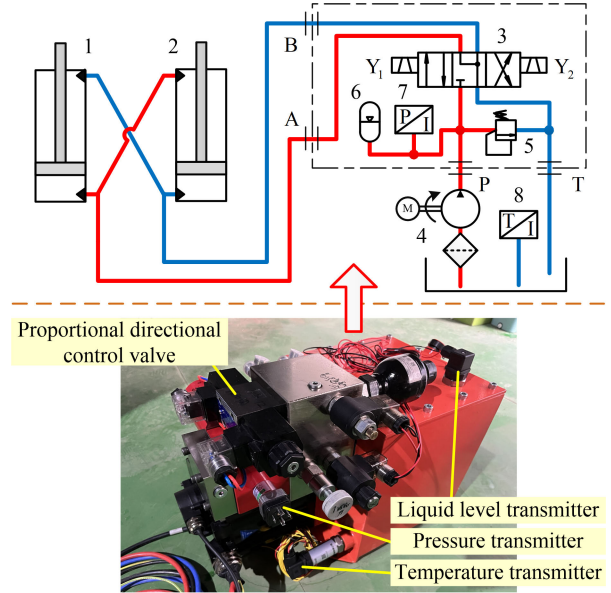 1
2
B
3
Y1
Y2
6
7
A
P
I
5
P
T
M
4
8
T
I
Proportional directional
control valve
Liquid level transmitter
Pressure transmitter
Temperature transmitter